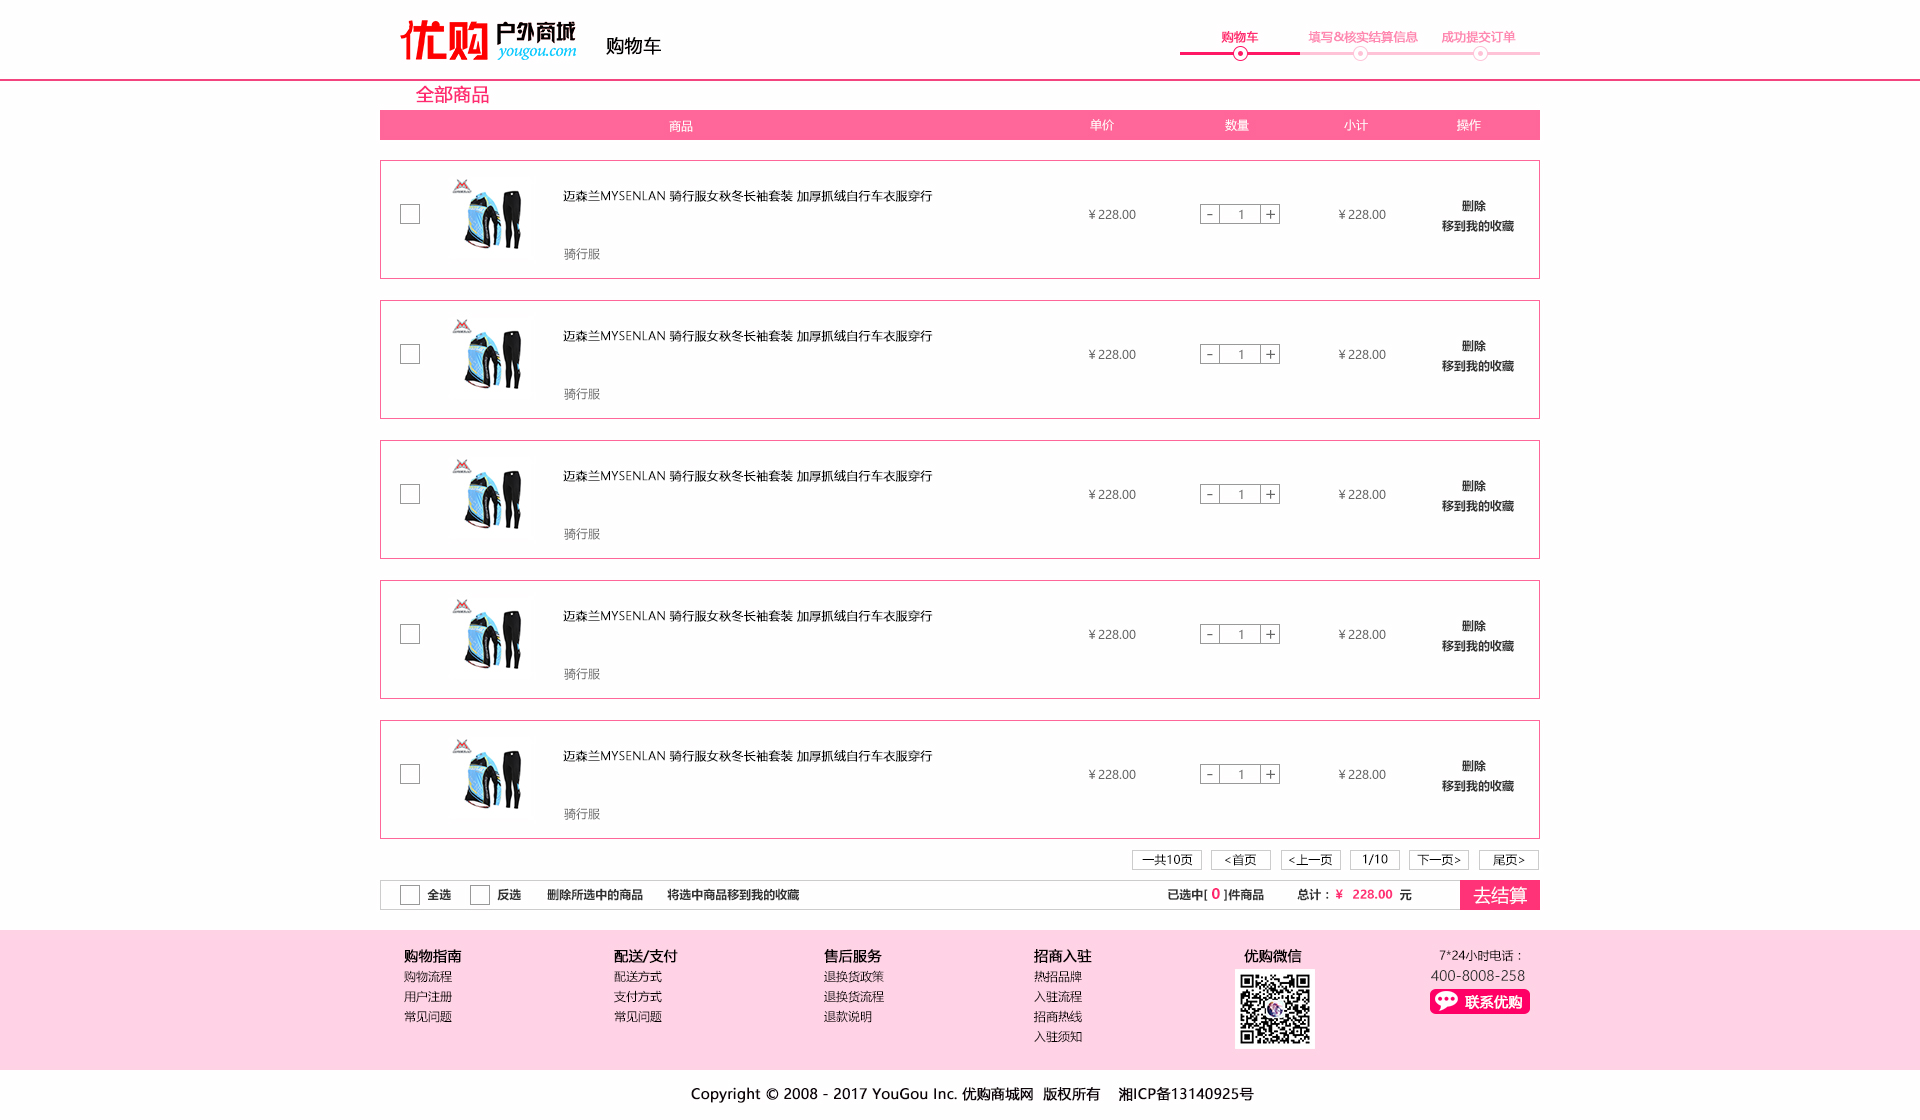 优购 户外商城
yougou.com
购物车
购物车 填写&核实结算信息 成功提交订单
全部商品
商品 单价 数量 小计 操作
迈森兰MYSENLAN 骑行服女秋冬长袖套装 加厚抓绒自行车衣服穿行
骑行服
¥228.00 - 1 + ¥228.00
删除
移到我的收藏
迈森兰MYSENLAN 骑行服女秋冬长袖套装 加厚抓绒自行车衣服穿行
骑行服
¥228.00 - 1 + ¥228.00
删除
移到我的收藏
迈森兰MYSENLAN 骑行服女秋冬长袖套装 加厚抓绒自行车衣服穿行
骑行服
¥228.00 - 1 + ¥228.00
删除
移到我的收藏
迈森兰MYSENLAN 骑行服女秋冬长袖套装 加厚抓绒自行车衣服穿行
骑行服
¥228.00 - 1 + ¥228.00
删除
移到我的收藏
迈森兰MYSENLAN 骑行服女秋冬长袖套装 加厚抓绒自行车衣服穿行
骑行服
¥228.00 - 1 + ¥228.00
删除
移到我的收藏
一共10页 <首页 <上一页 1/10 下一页> 尾页>
全选 反选 删除所选中的商品 将选中商品移到我的收藏 已选中[ 0 ]件商品 总计：¥ 228.00 元 去结算
购物指南
购物流程
用户注册
常见问题
配送/支付
配送方式
支付方式
常见问题
售后服务
退换货政策
退换货流程
退款说明
招商入驻
热招品牌
入驻流程
招商热线
入驻须知
优购微信
7*24小时电话：
400-8008-258
联系优购
Copyright © 2008 - 2017 YouGou Inc. 优购商城网 版权所有 湘ICP备13140925号